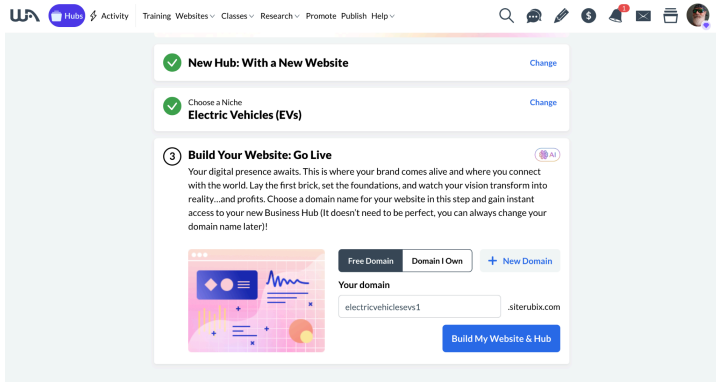 WA Hubs Activity Training Websites Classes Research Promote Publish Help 1
New Hub: With a New Website Change
Choose a Niche Change
Electric Vehicles (EVs)
3 Build Your Website: Go Live AI
Your digital presence awaits. This is where your brand comes alive and where you connect
with the world. Lay the first brick, set the foundations, and watch your vision transform into
reality...and profits. Choose a domain name for your website in this step and gain instant
access to your new Business Hub (It doesn't need to be perfect, you can always change your
domain name later)!
Free Domain Domain I Own + New Domain
Your domain
electricvehiclesevs1 .siterubix.com
Build My Website & Hub